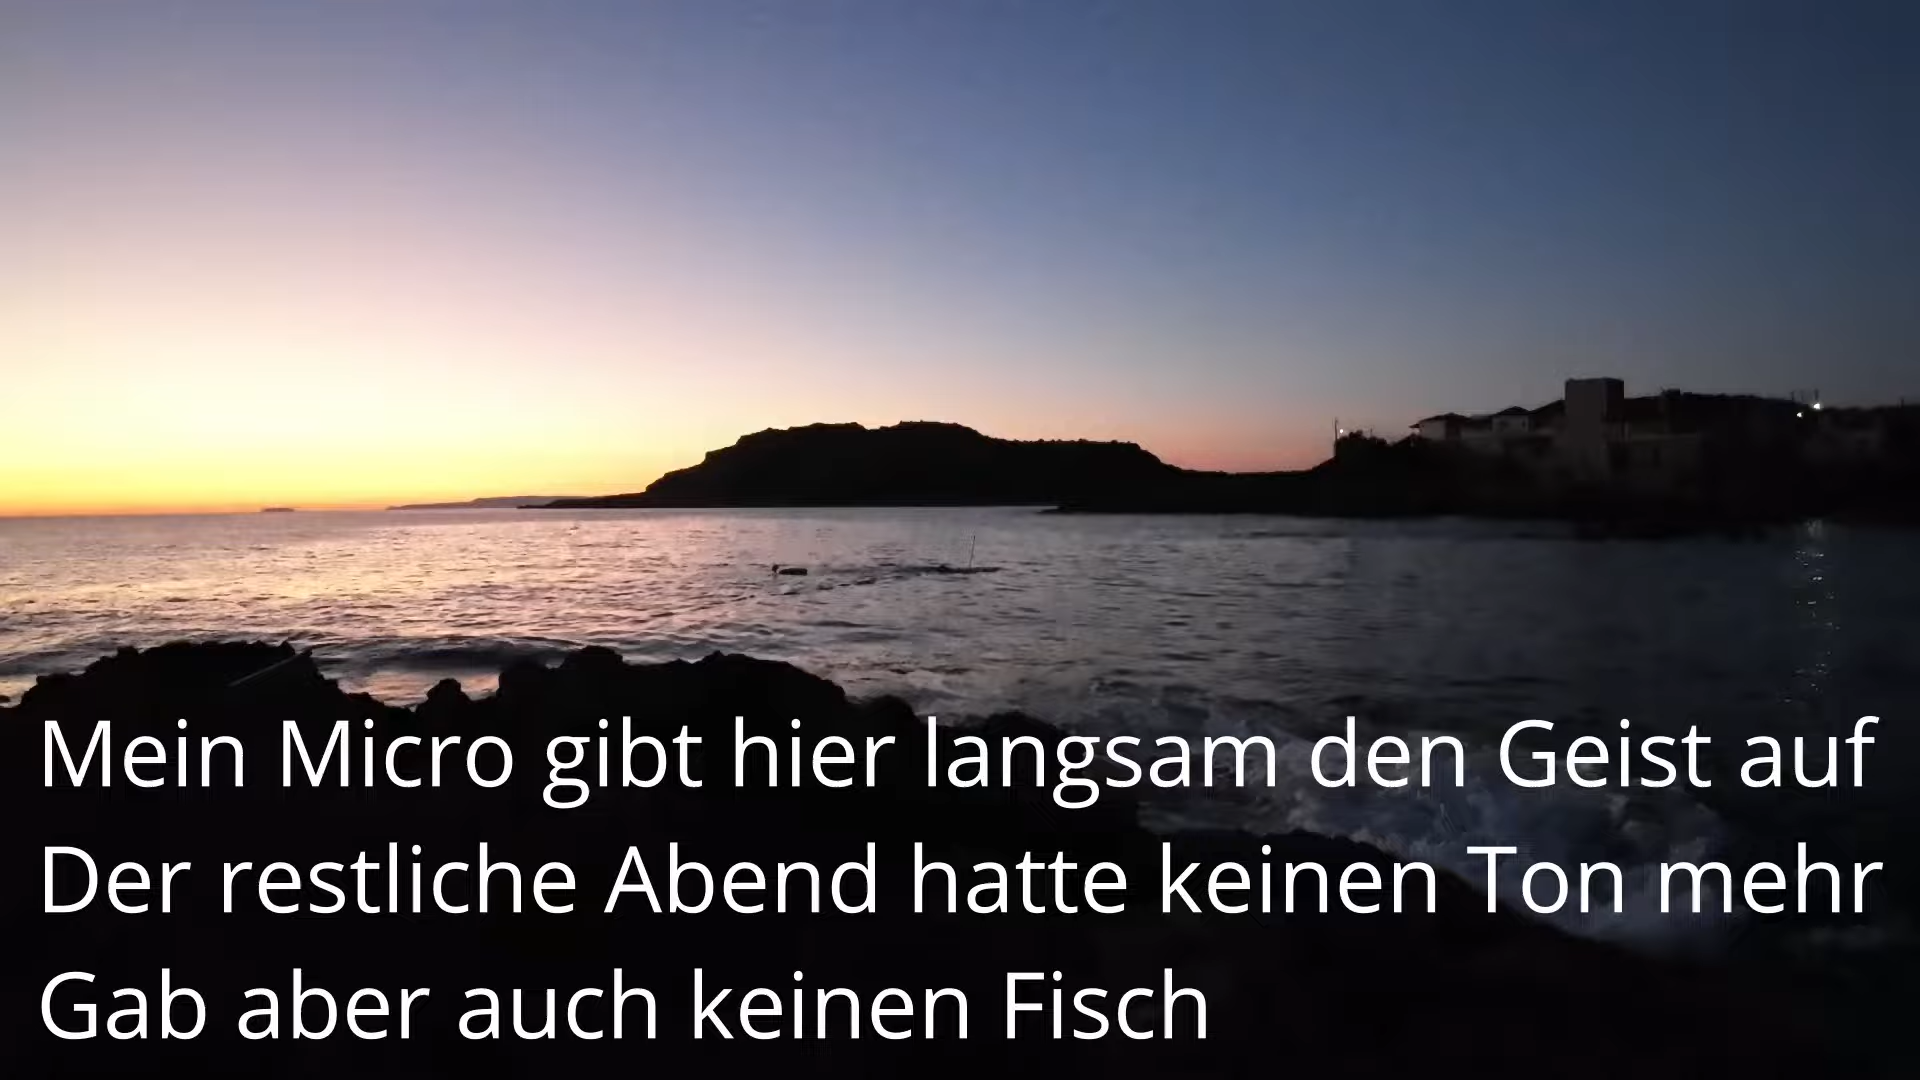 Mein Micro gibt hier langsam den Geist auf
Der restliche Abend hatte keinen Ton mehr
Gab aber auch keinen Fisch